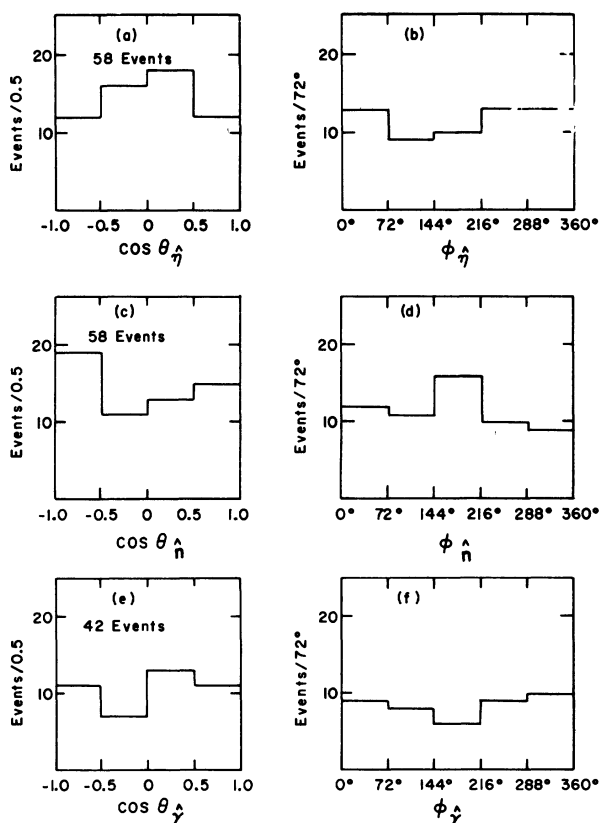 (a)
58 Events
Events/0.5
20
10
-1.0 -0.5 0 0.5 1.0
cos θ η̂
(b)
Events/72°
20
10
0° 72° 144° 216° 288° 360°
φ η̂
(c)
58 Events
Events/0.5
20
10
-1.0 -0.5 0 0.5 1.0
cos θ n̂
(d)
Events/72°
20
10
0° 72° 144° 216° 288° 360°
φ n̂
(e)
42 Events
Events/0.5
20
10
-1.0 -0.5 0 0.5 1.0
cos θ γ̂
(f)
Events/72°
20
10
0° 72° 144° 216° 288° 360°
φ γ̂